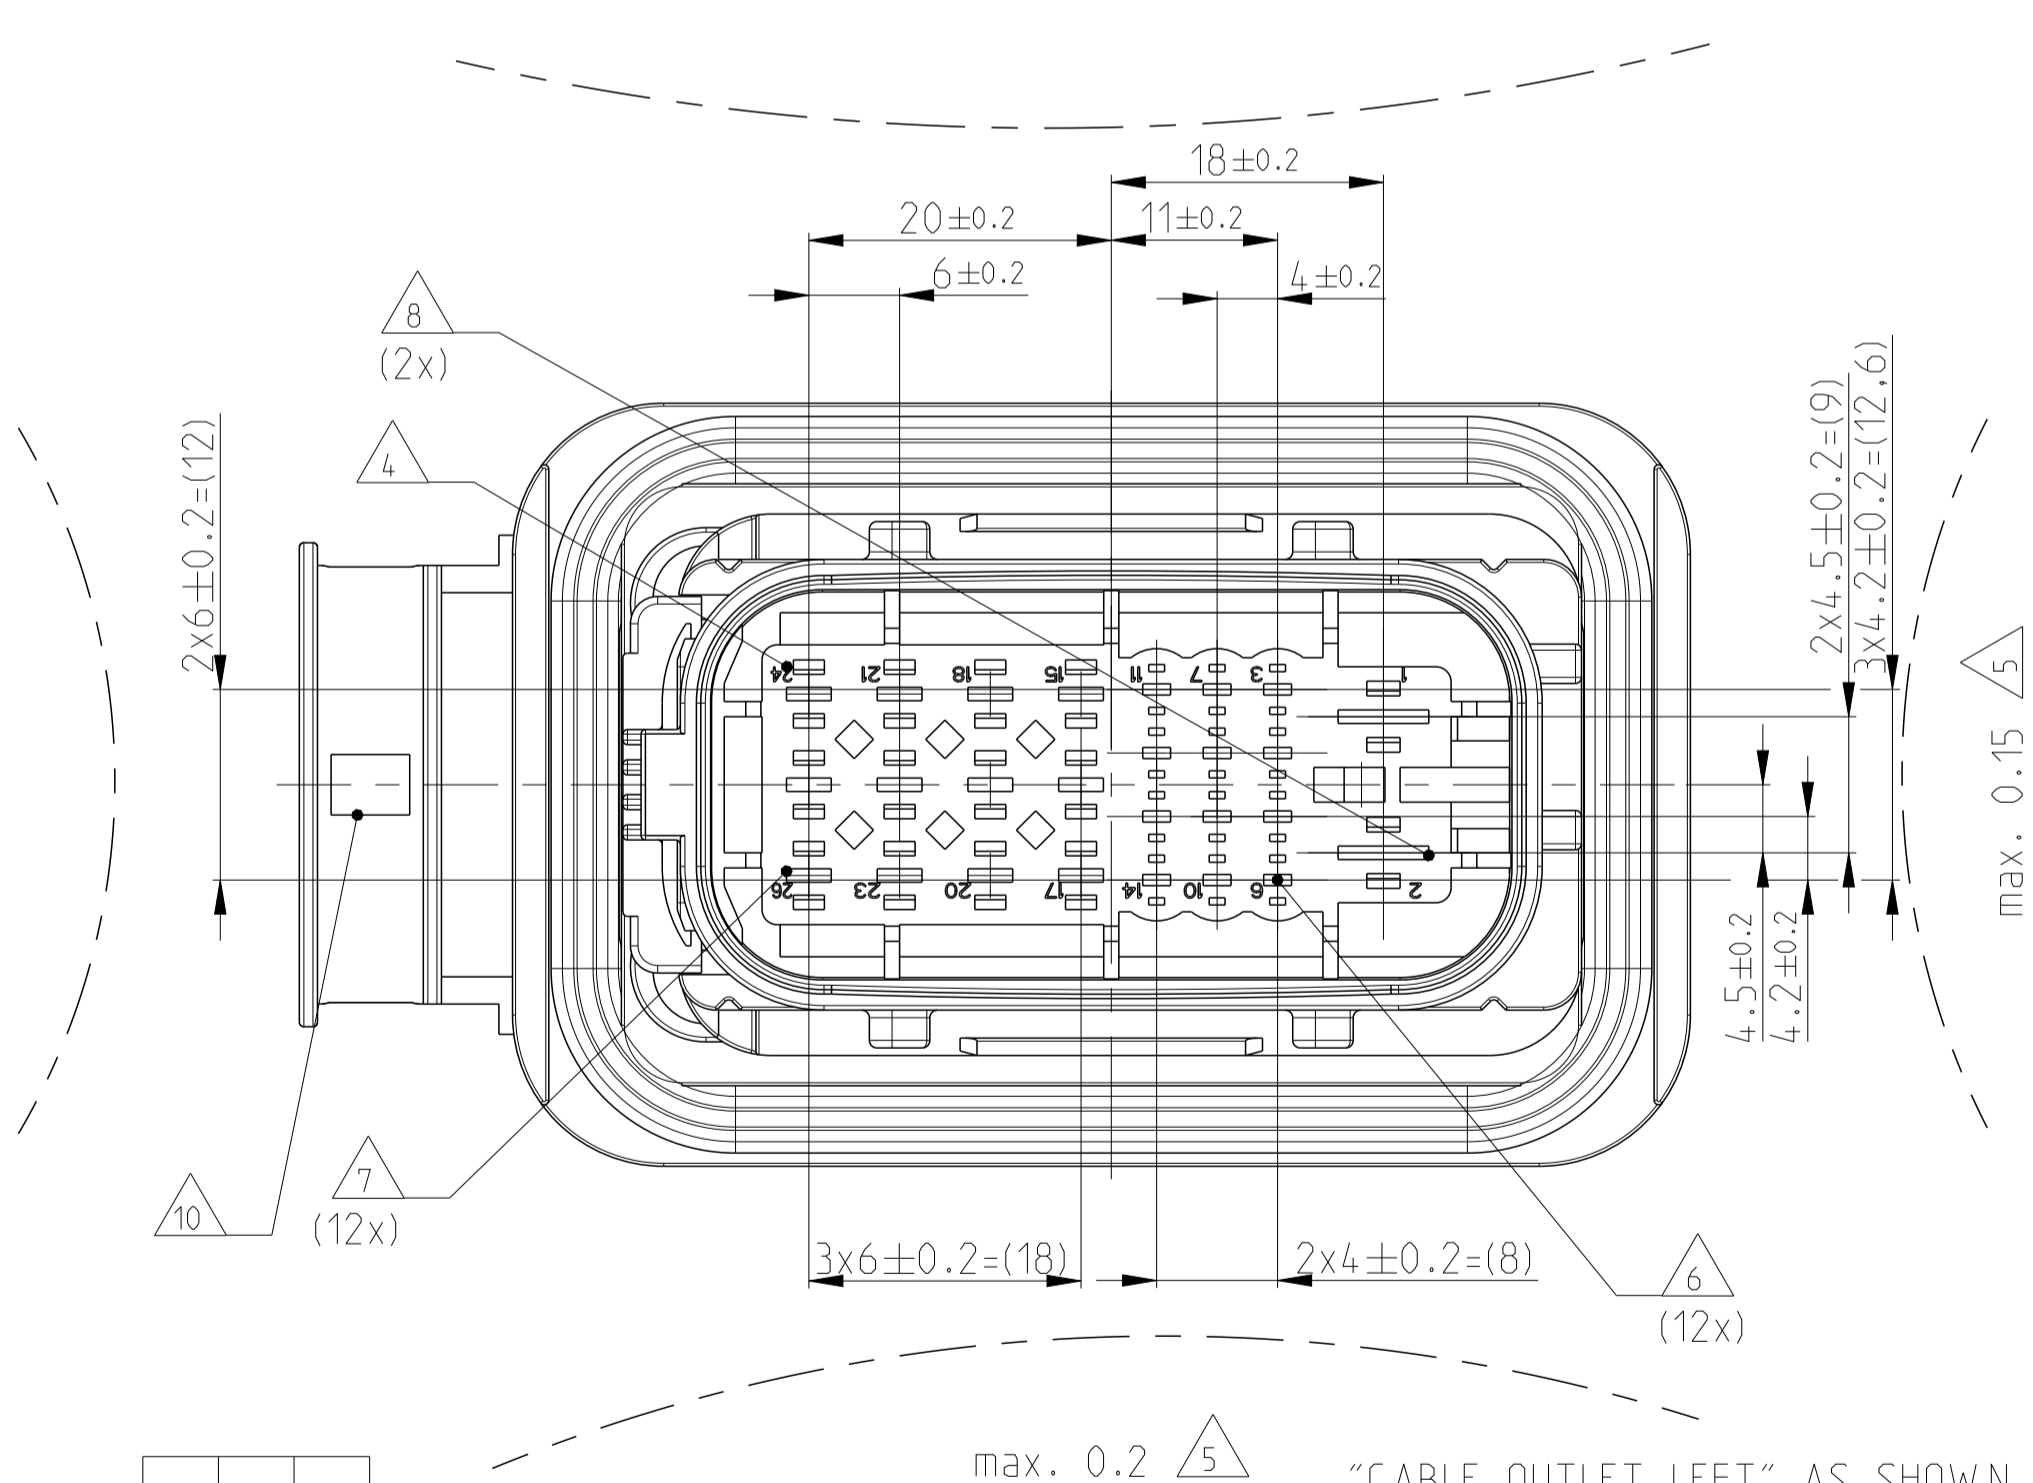 18±0.2
20±0.2
11±0.2
6±0.2
4±0.2
8
(2x)
4
2x6±0.2=(12)
2x4.5±0.2=(9)
3x4.2±0.2=(12,6)
24
21
18
15
11
7
3
1
26
23
20
17
14
10
6
2
max. 0.15
5
4.5±0.2
4.2±0.2
10
7
(12x)
3x6±0.2=(18)
2x4±0.2=(8)
6
(12x)
max. 0.2
5
"CABLE OUTLET LEFT" AS SHOWN